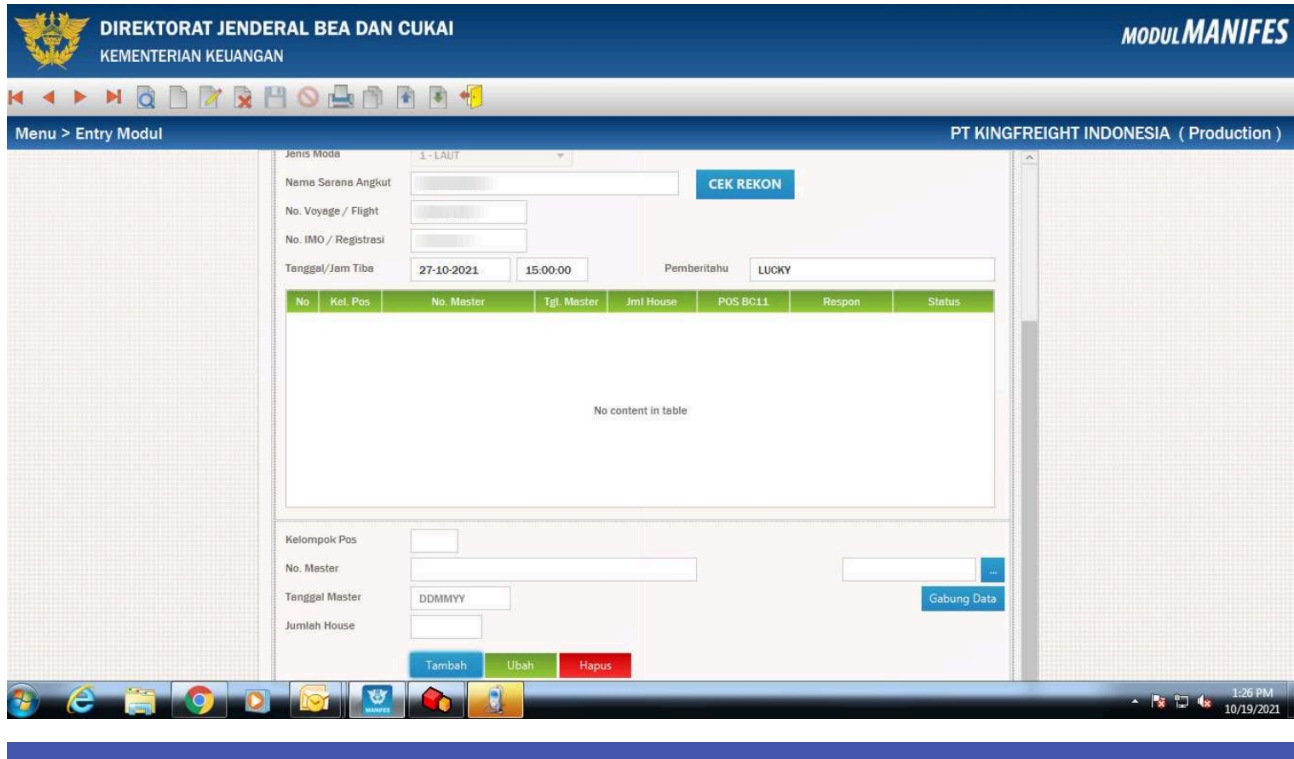 DIREKTORAT JENDERAL BEA DAN CUKAI
KEMENTERIAN KEUANGAN
MODUL MANIFES
Menu > Entry Modul
PT KINGFREIGHT INDONESIA ( Production )
Jenis Moda 1 - LAUT
Nama Sarana Angkut CEK REKON
No. Voyage / Flight
No. IMO / Registrasi
Tanggal/Jam Tiba 27-10-2021 15:00:00 Pemberitahu LUCKY
No Kel. Pos No. Master Tgl. Master Jml House POS BC11 Respon Status
No content in table
Kelompok Pos
No. Master ...
Tanggal Master DDMMYY Gabung Data
Jumlah House
Tambah Ubah Hapus
MANIFES
1:26 PM
10/19/2021